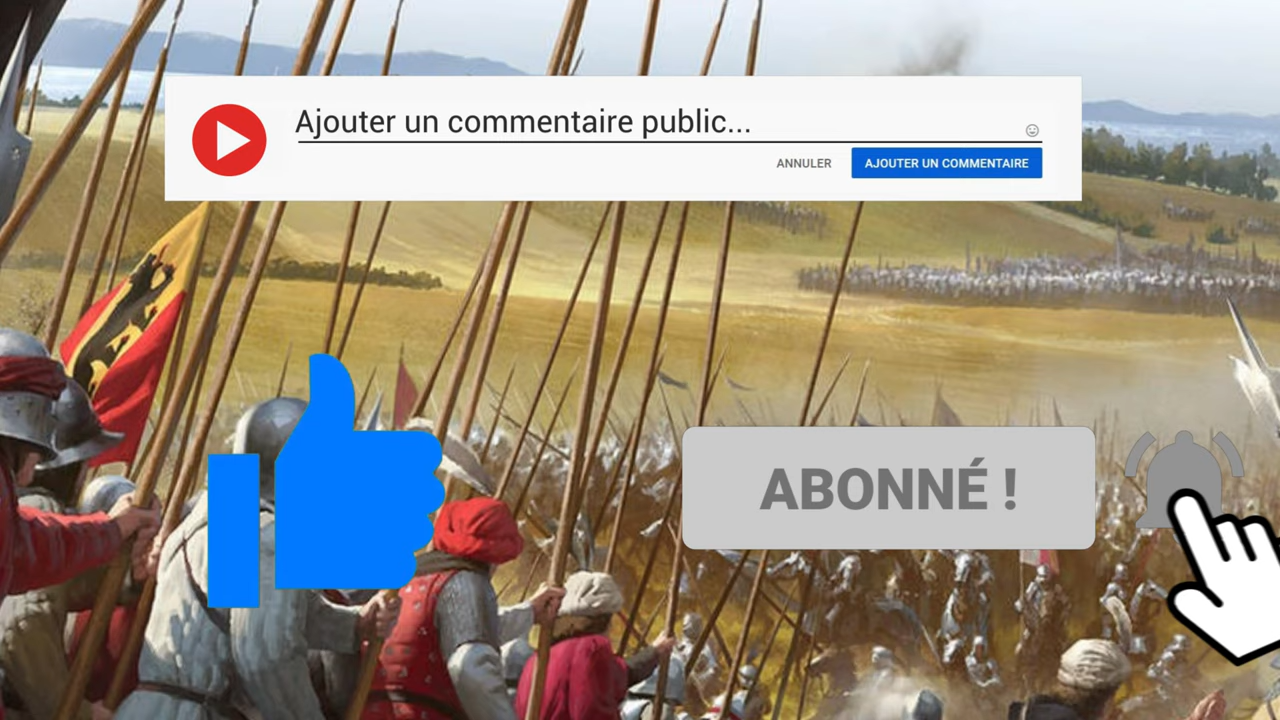 Ajouter un commentaire public...
ANNULER
AJOUTER UN COMMENTAIRE
ABONNÉ !